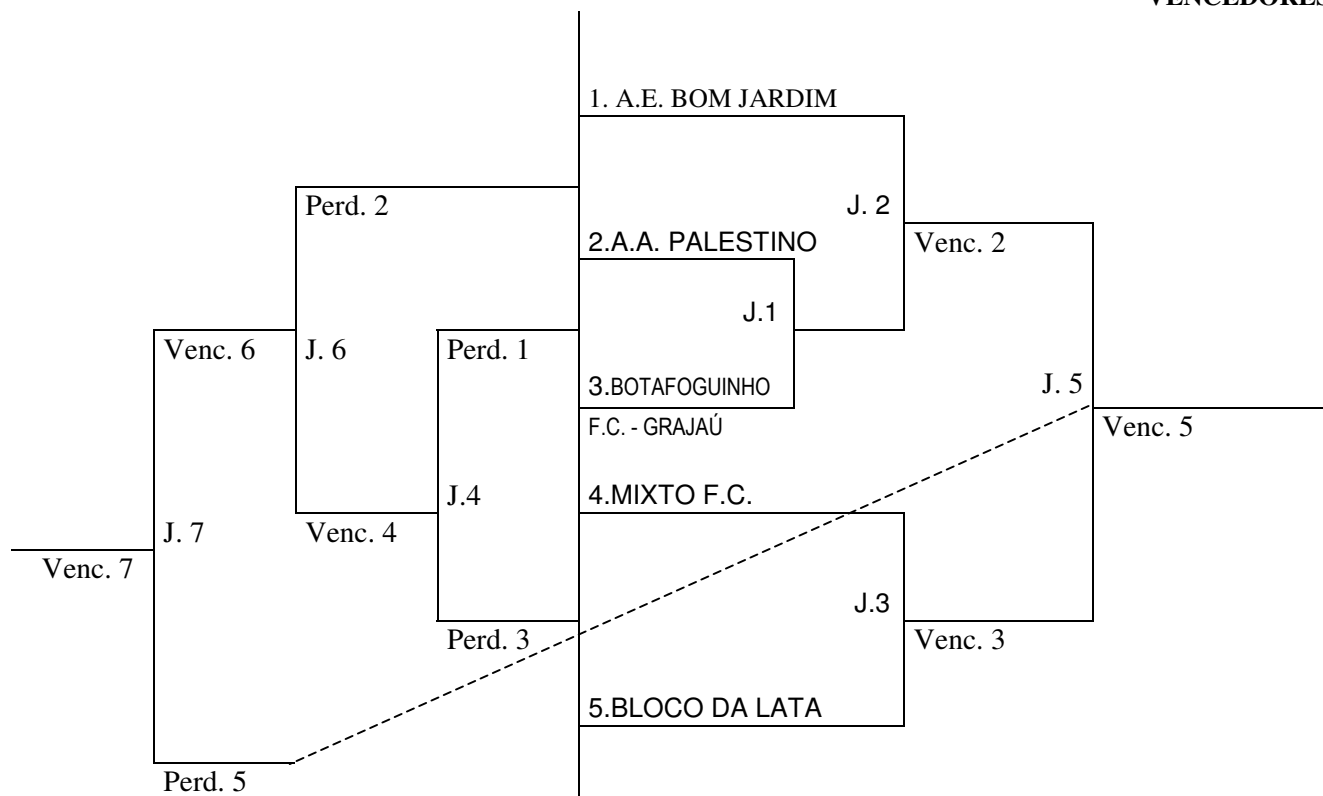 VENCEDORES
1. A.E. BOM JARDIM
Perd. 2
J. 2
2.A.A. PALESTINO
Venc. 2
J.1
Venc. 6
J. 6
Perd. 1
3.BOTAFOGUINHO
J. 5
F.C. - GRAJAÚ
Venc. 5
J.4
4.MIXTO F.C.
J. 7
Venc. 4
Venc. 7
J.3
Perd. 3
Venc. 3
5.BLOCO DA LATA
Perd. 5